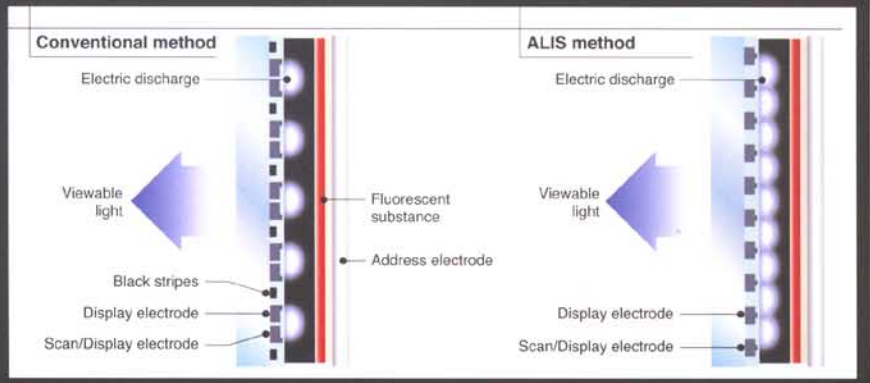 Conventional method
Electric discharge
Viewable
light
Fluorescent
substance
Address electrode
Black stripes
Display electrode
Scan/Display electrode
ALIS method
Electric discharge
Viewable
light
Display electrode
Scan/Display electrode